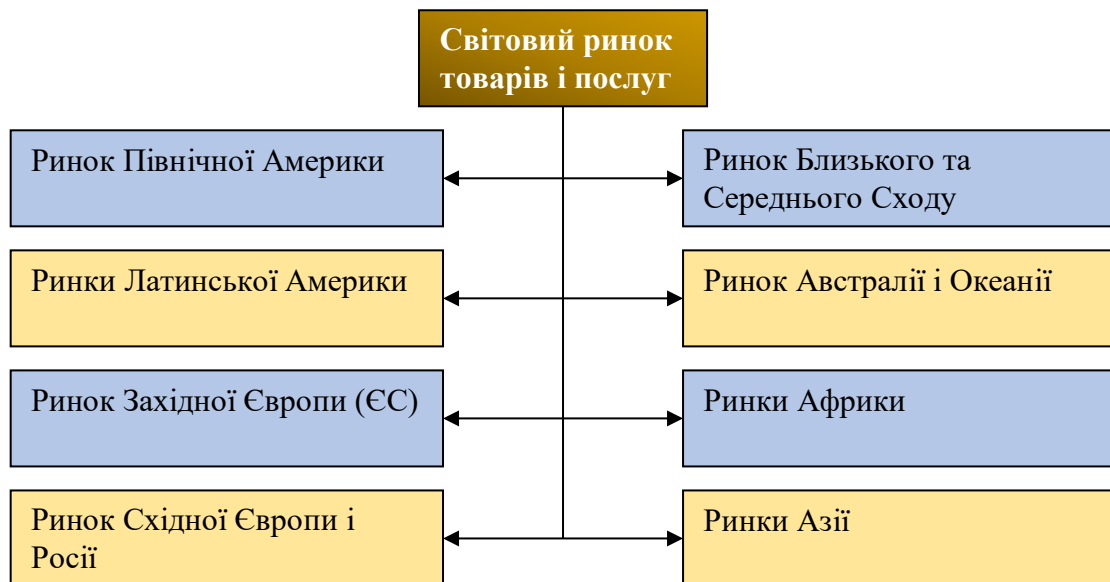 Світовий ринок
товарів і послуг
Ринок Північної Америки
Ринок Близького та
Середнього Сходу
Ринки Латинської Америки
Ринок Австралії і Океанії
Ринок Західної Європи (ЄС)
Ринки Африки
Ринок Східної Європи і
Росії
Ринки Азії